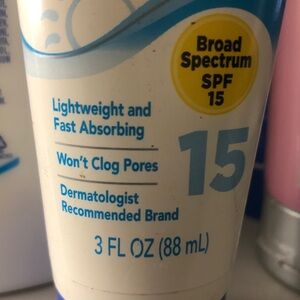 Broad
Spectrum
SPF
15
Lightweight and
Fast Absorbing
Won't Clog Pores
15
Dermatologist
Recommended Brand
3 FL OZ (88 mL)